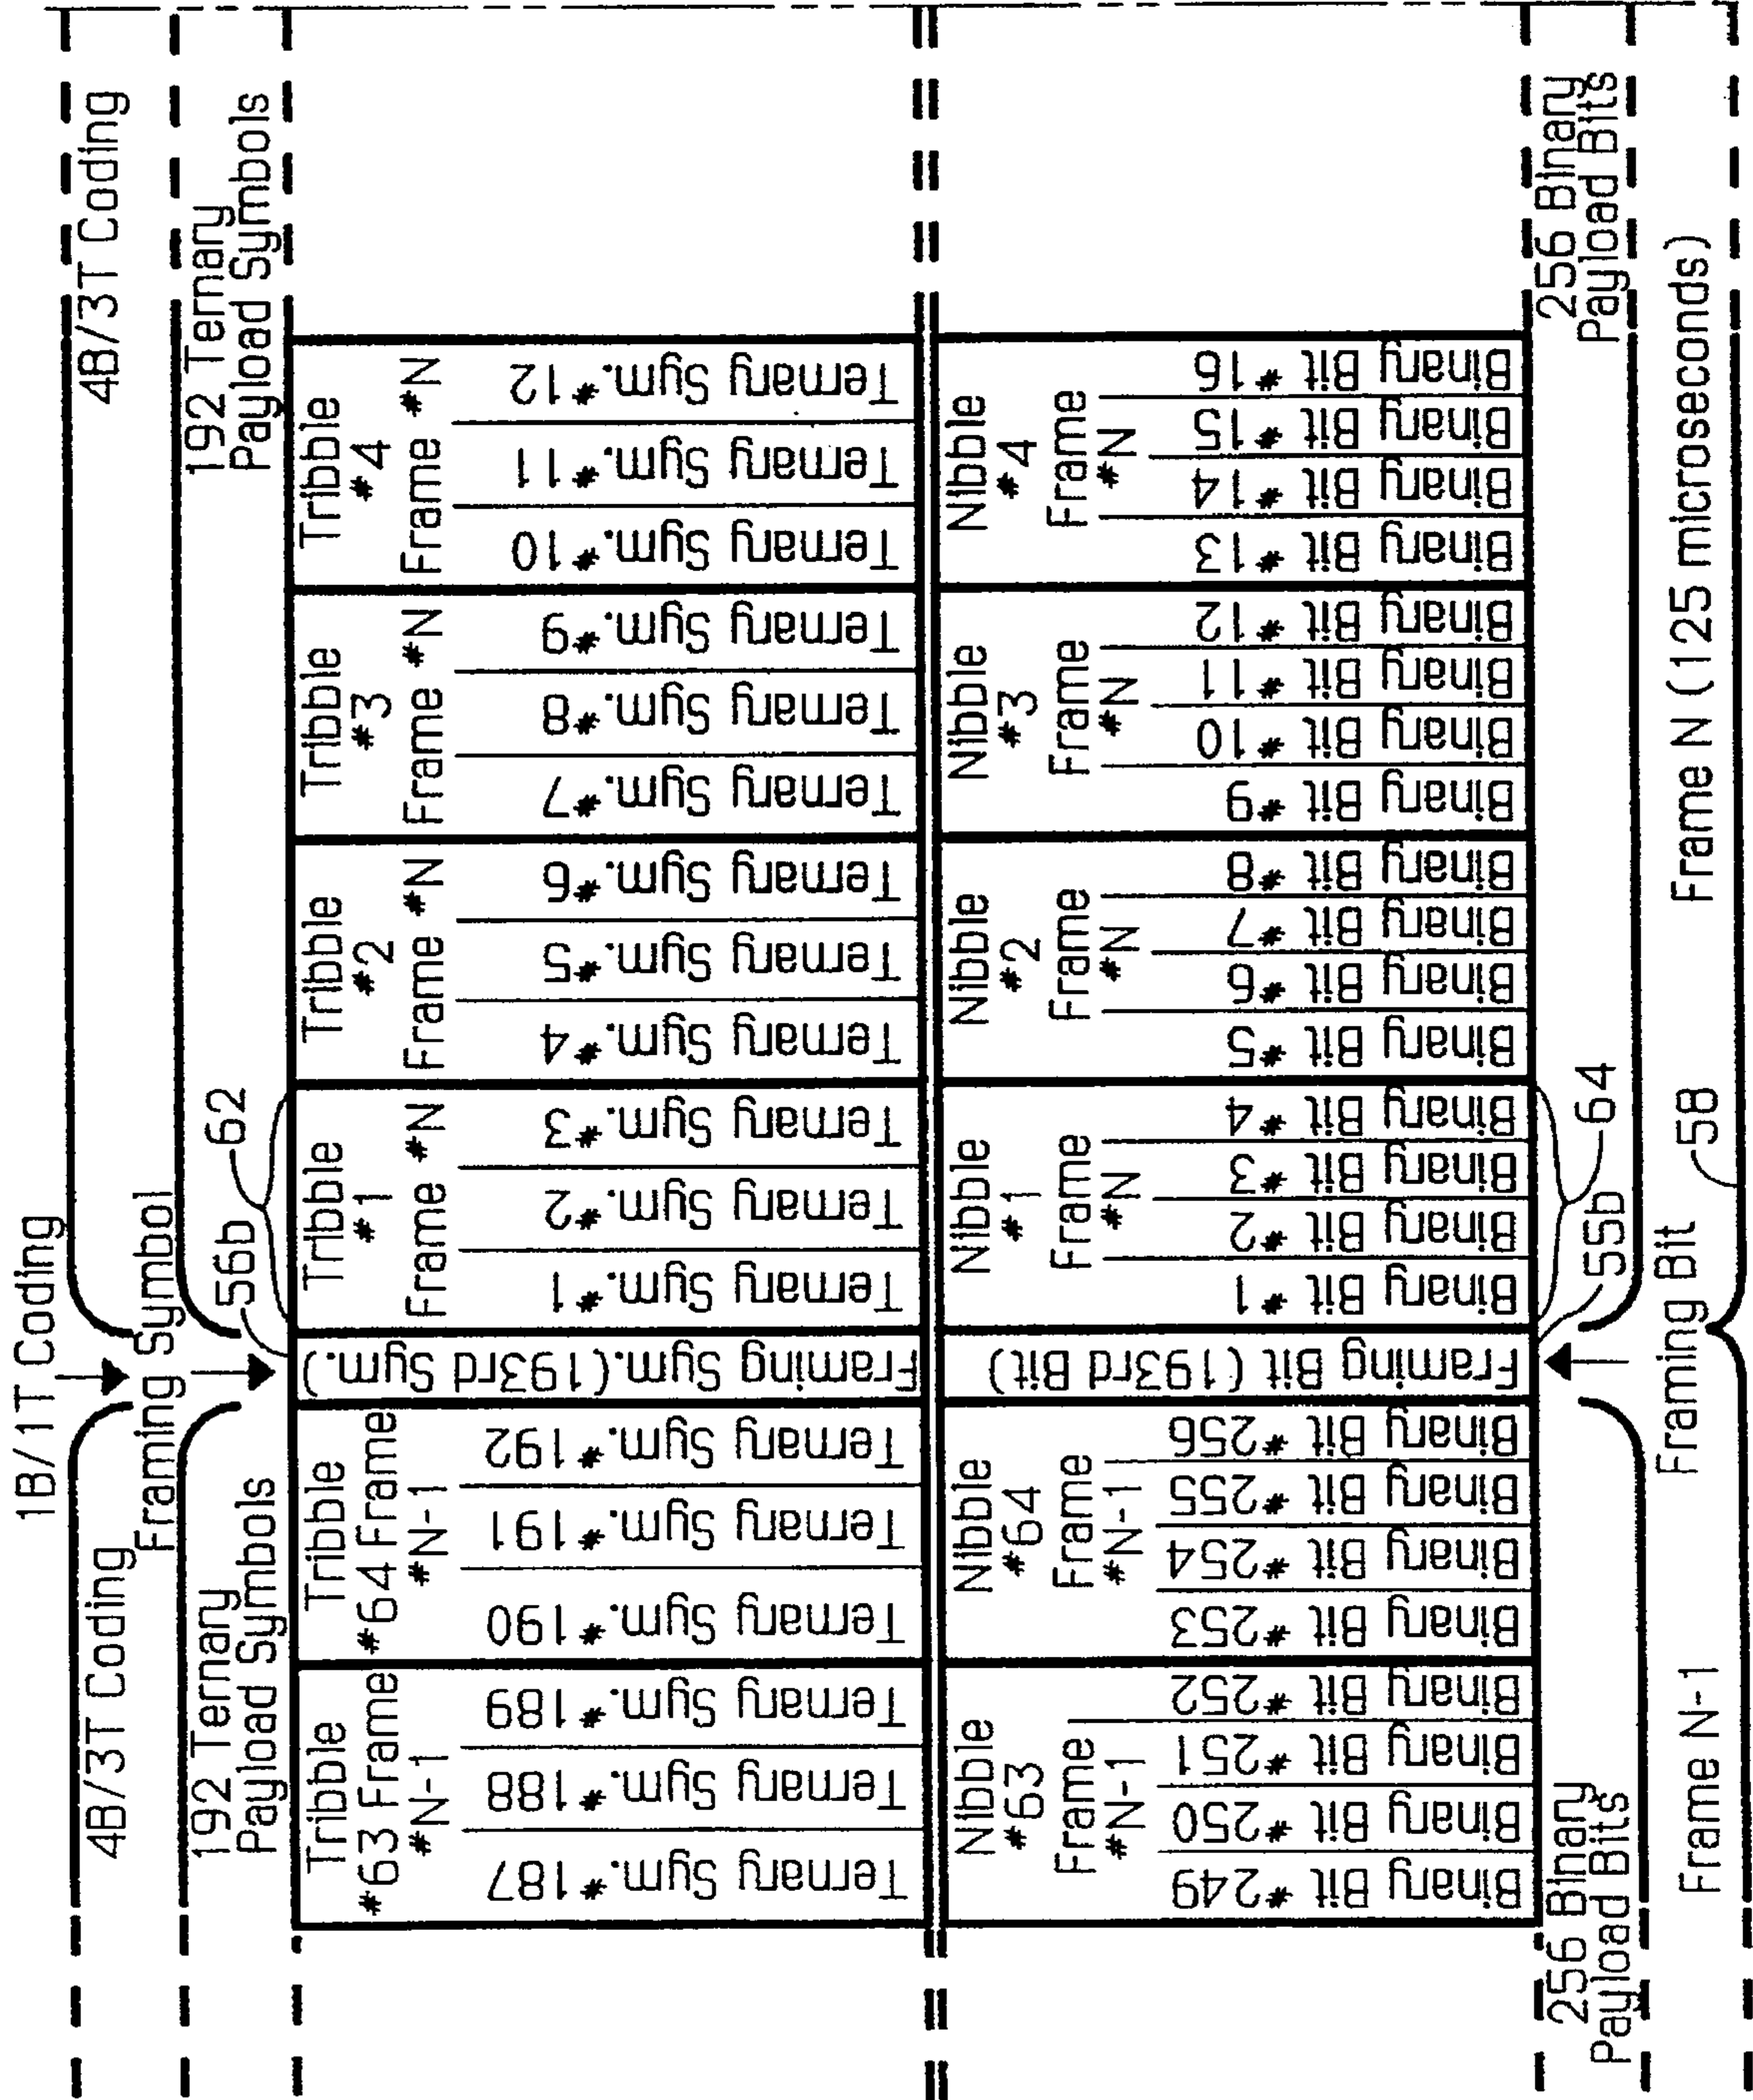 1B/1T Coding
4B/3T Coding
4B/3T Coding
Framing Symbol
192 Ternary
Payload Symbols
192 Ternary
Payload Symbols
56b
62
Tribble
#63 Frame
#N-1
Tribble
#64 Frame
#N-1
Tribble
#1
Frame #N
Tribble
#2
Frame #N
Tribble
#3
Frame #N
Tribble
#4
Frame #N
Ternary Sym. #187
Ternary Sym. #188
Ternary Sym. #189
Ternary Sym. #190
Ternary Sym. #191
Ternary Sym. #192
Framing Sym. (193rd Sym.)
Ternary Sym. #1
Ternary Sym. #2
Ternary Sym. #3
Ternary Sym. #4
Ternary Sym. #5
Ternary Sym. #6
Ternary Sym. #7
Ternary Sym. #8
Ternary Sym. #9
Ternary Sym. #10
Ternary Sym. #11
Ternary Sym. #12
Nibble
#63
Frame
#N-1
Nibble
#64
Frame
#N-1
Nibble
#1
Frame
#N
Nibble
#2
Frame
#N
Nibble
#3
Frame
#N
Nibble
#4
Frame
#N
Binary Bit #249
Binary Bit #250
Binary Bit #251
Binary Bit #252
Binary Bit #253
Binary Bit #254
Binary Bit #255
Binary Bit #256
Framing Bit (193rd Bit)
Binary Bit #1
Binary Bit #2
Binary Bit #3
Binary Bit #4
Binary Bit #5
Binary Bit #6
Binary Bit #7
Binary Bit #8
Binary Bit #9
Binary Bit #10
Binary Bit #11
Binary Bit #12
Binary Bit #13
Binary Bit #14
Binary Bit #15
Binary Bit #16
256 Binary
Payload Bits
55b
64
256 Binary
Payload Bits
Framing Bit
58
Frame N-1
Frame N (125 microseconds)